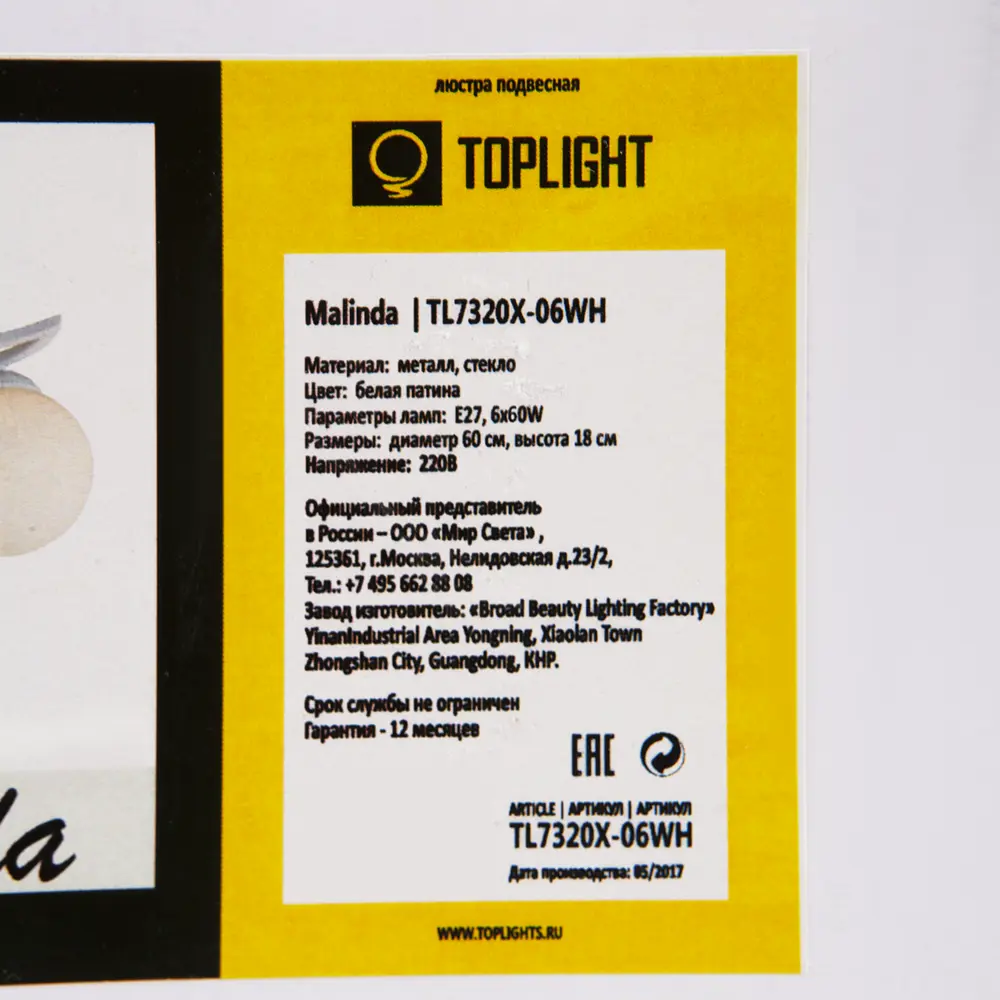 люстра подвесная
TOPLIGHT
Malinda | TL7320X-06WH
Материал: металл, стекло
Цвет: белая патина
Параметры ламп: E27, 6x60W
Размеры: диаметр 60 см, высота 18 см
Напряжение: 220В
Официальный представитель
в России – ООО «Мир Света» ,
125361, г.Москва, Нелидовская д.23/2,
Тел.: +7 495 662 88 08
Завод изготовитель: «Broad Beauty Lighting Factory»
YinanIndustrial Area Yongning, Xiaolan Town
Zhongshan City, Guangdong, КНР.
Срок службы не ограничен
Гарантия - 12 месяцев
EAC
ARTICLE | АРТИКУЛ | АРТИКУЛ
TL7320X-06WH
Дата производства: 05/2017
WWW.TOPLIGHTS.RU